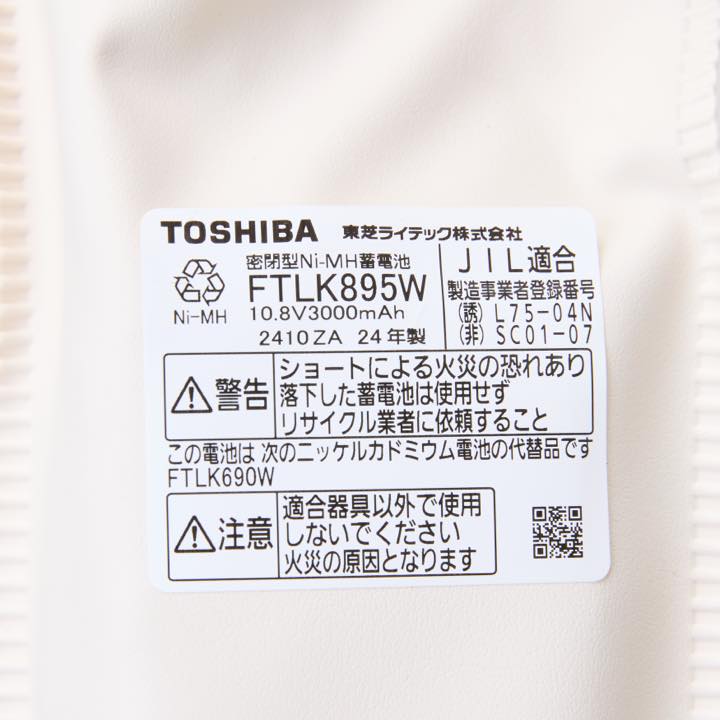 TOSHIBA 東芝ライテック株式会社
密閉型Ni-MH蓄電池
FTLK895W
10.8V3000mAh
Ni-MH
2410ZA 24年製
JIL適合
製造事業者登録番号
(誘) L75-04N
(非) SC01-07
警告
ショートによる火災の恐れあり
落下した蓄電池は使用せず
リサイクル業者に依頼すること
この電池は 次のニッケルカドミウム電池の代替品です
FTLK690W
注意
適合器具以外で使用
しないでください
火災の原因となります